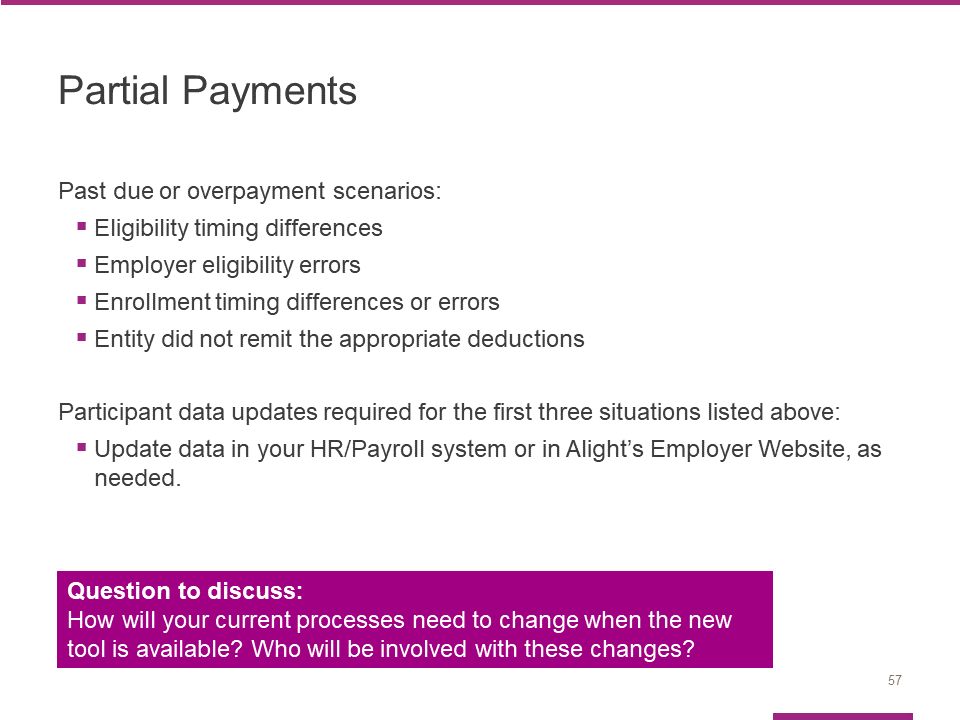 Partial Payments
Past due or overpayment scenarios:
▪ Eligibility timing differences
▪ Employer eligibility errors
▪ Enrollment timing differences or errors
▪ Entity did not remit the appropriate deductions
Participant data updates required for the first three situations listed above:
▪ Update data in your HR/Payroll system or in Alight’s Employer Website, as
needed.
Question to discuss:
How will your current processes need to change when the new
tool is available? Who will be involved with these changes?
57